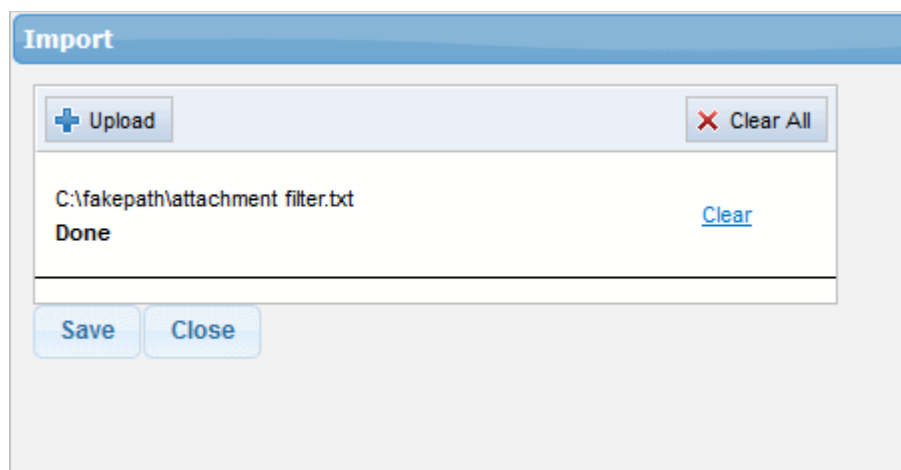 Import
Upload
Clear All
C:\fakepath\attachment filter.txt
Clear
Done
Save
Close